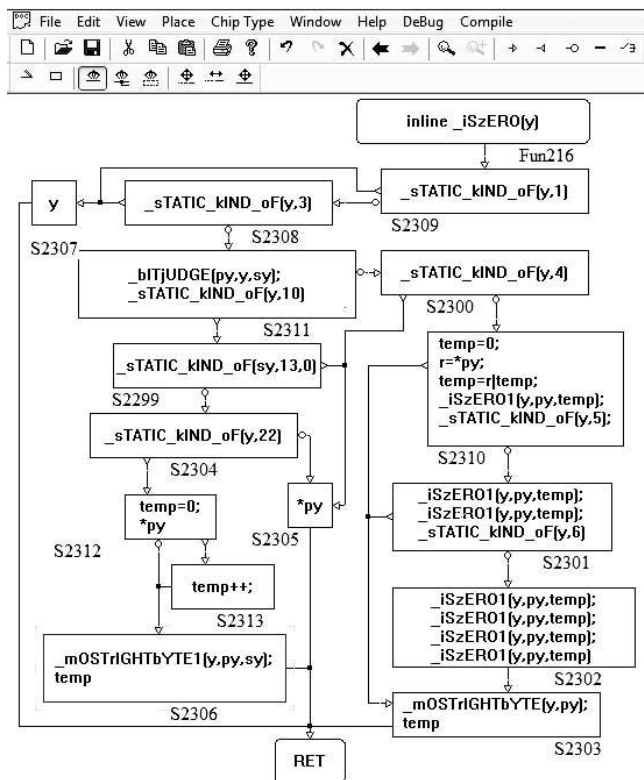 File Edit View Place Chip Type Window Help DeBug Compile
inline _iSzERO(y)
Fun216
y
_sTATIC_kIND_oF(y,3)
_sTATIC_kIND_oF(y,1)
S2307
S2308
S2309
_bITjUDGE(py,y,sy);
_sTATIC_kIND_oF(y,10)
S2311
_sTATIC_kIND_oF(y,4)
S2300
_sTATIC_kIND_oF(sy,13,0)
S2299
temp=0;
r=*py;
temp=r|temp;
_iSzERO1(y,py,temp);
_sTATIC_kIND_oF(y,5);
S2310
_sTATIC_kIND_oF(y,22)
S2304
temp=0;
*py
S2312
*py
S2305
_iSzERO1(y,py,temp);
_iSzERO1(y,py,temp);
_sTATIC_kIND_oF(y,6)
S2301
temp++;
S2313
_iSzERO1(y,py,temp);
_iSzERO1(y,py,temp);
_iSzERO1(y,py,temp);
_iSzERO1(y,py,temp)
S2302
_mOSTrIGHTbYTE1(y,py,sy);
temp
S2306
_mOSTrIGHTbYTE(y,py);
temp
S2303
RET